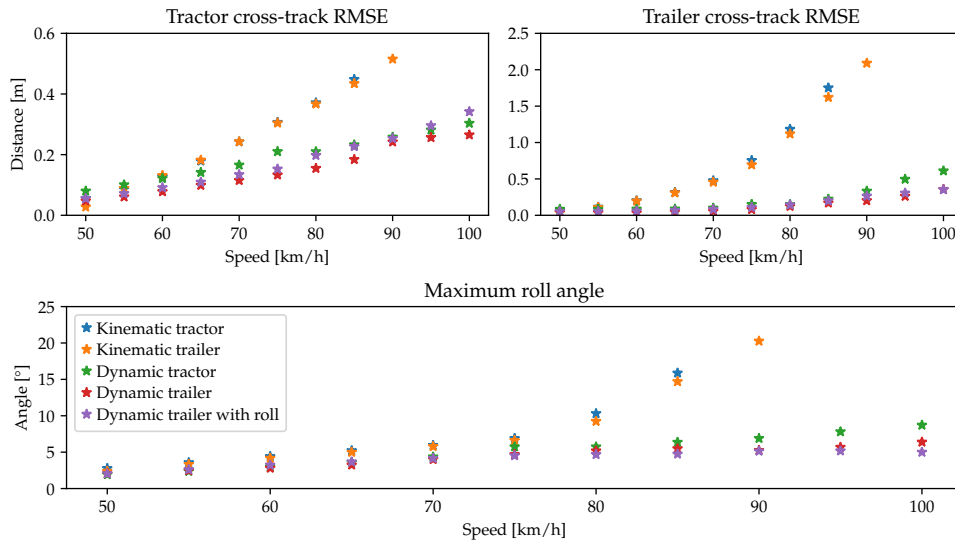 Tractor cross-track RMSE
0.6
0.4
0.2
0.0
Distance [m]
50 60 70 80 90 100
Speed [km/h]
Trailer cross-track RMSE
2.5
2.0
1.5
1.0
0.5
0.0
50 60 70 80 90 100
Speed [km/h]
Maximum roll angle
25
20
15
10
5
0
Angle [°]
Kinematic tractor
Kinematic trailer
Dynamic tractor
Dynamic trailer
Dynamic trailer with roll
50 60 70 80 90 100
Speed [km/h]